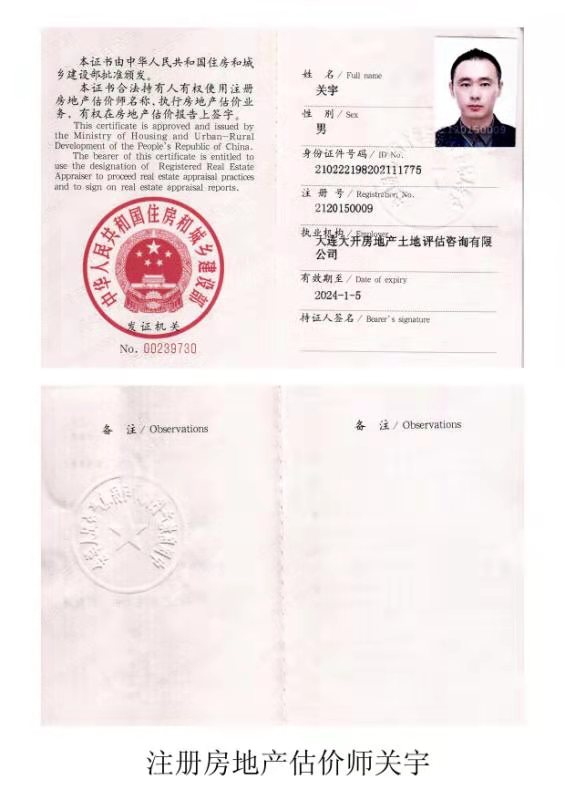 本证书由中华人民共和国住房和城
乡建设部批准颁发。
本证书合法持有人有权使用注册
房地产估价师名称,执行房地产估价业
务,有权在房地产估价报告上签字。
This certificate is approved and issued by
the Ministry of Housing and Urban-Rural
Development of the People's Republic of China.
The bearer of this certificate is entitled to
use the designation of Registered Real Estate
Appraiser to proceed real estate appraisal practices
and to sign on real estate appraisal reports.
中华人民共和国住房和城乡建设部
发证机关
No. 00239730
姓 名 / Full name
关宇
性 别 / Sex
男
身份证件号码 / ID No.
210222198202111775
注 册 号 / Registration No.
2120150009
执业机构 / Employer
大连大开房地产土地评估咨询有限
公司
有效期至 / Date of expiry
2024-1-5
持证人签名 / Bearer's signature
2120150009
备 注 / Observations
备 注 / Observations
注册房地产估价师关宇